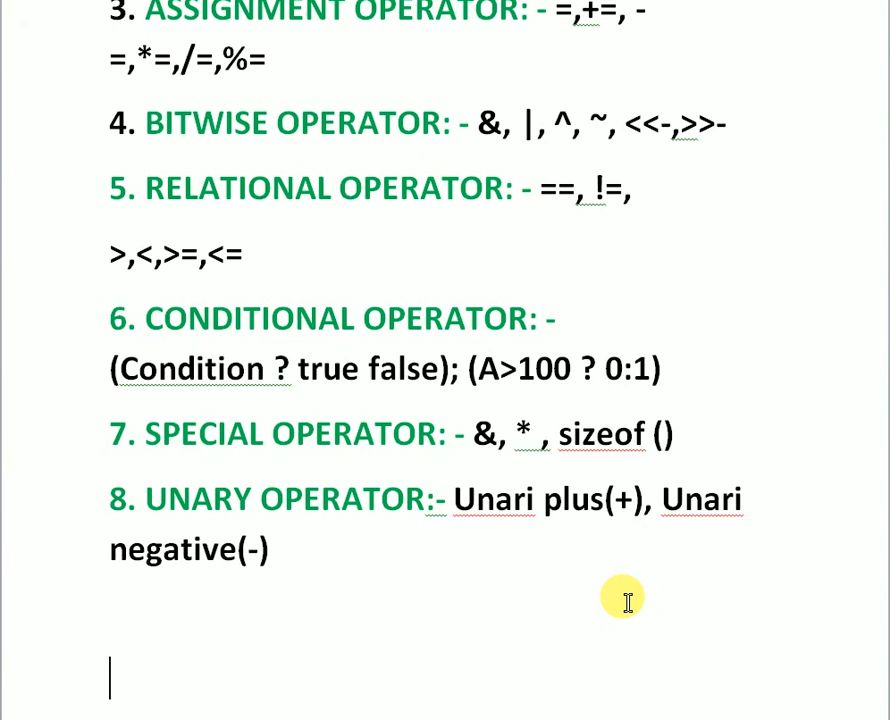 3. ASSIGNMENT OPERATOR: - =,+=, -
=,*=,/=,%=
4. BITWISE OPERATOR: - &, |, ^, ~, <<-,>>-
5. RELATIONAL OPERATOR: - ==, !=,
>,<,>=,<=
6. CONDITIONAL OPERATOR: -
(Condition ? true false); (A>100 ? 0:1)
7. SPECIAL OPERATOR: - &, * , sizeof ()
8. UNARY OPERATOR:- Unari plus(+), Unari
negative(-)